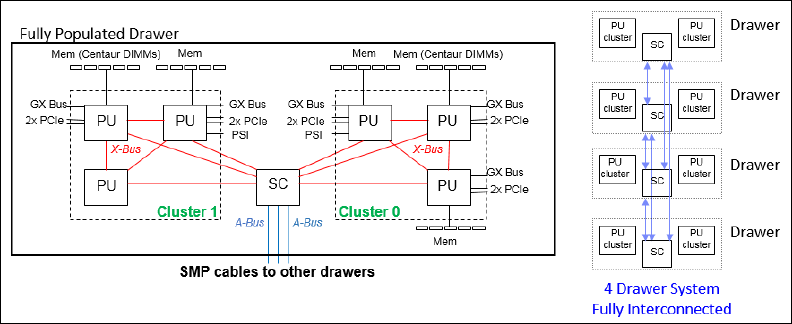 Fully Populated Drawer
Mem (Centaur DIMMs)
Mem
Mem
Mem (Centaur DIMMs)
GX Bus
2x PCIe
PU
PU
GX Bus
2x PCIe
PSI
GX Bus
2x PCIe
PSI
PU
PU
GX Bus
2x PCIe
X-Bus
X-Bus
PU
SC
PU
GX Bus
2x PCIe
Cluster 1
A-Bus
A-Bus
Cluster 0
Mem
SMP cables to other drawers
PU
cluster
SC
PU
cluster
Drawer
PU
cluster
SC
PU
cluster
Drawer
PU
cluster
SC
PU
cluster
Drawer
PU
cluster
SC
PU
cluster
Drawer
4 Drawer System
Fully Interconnected